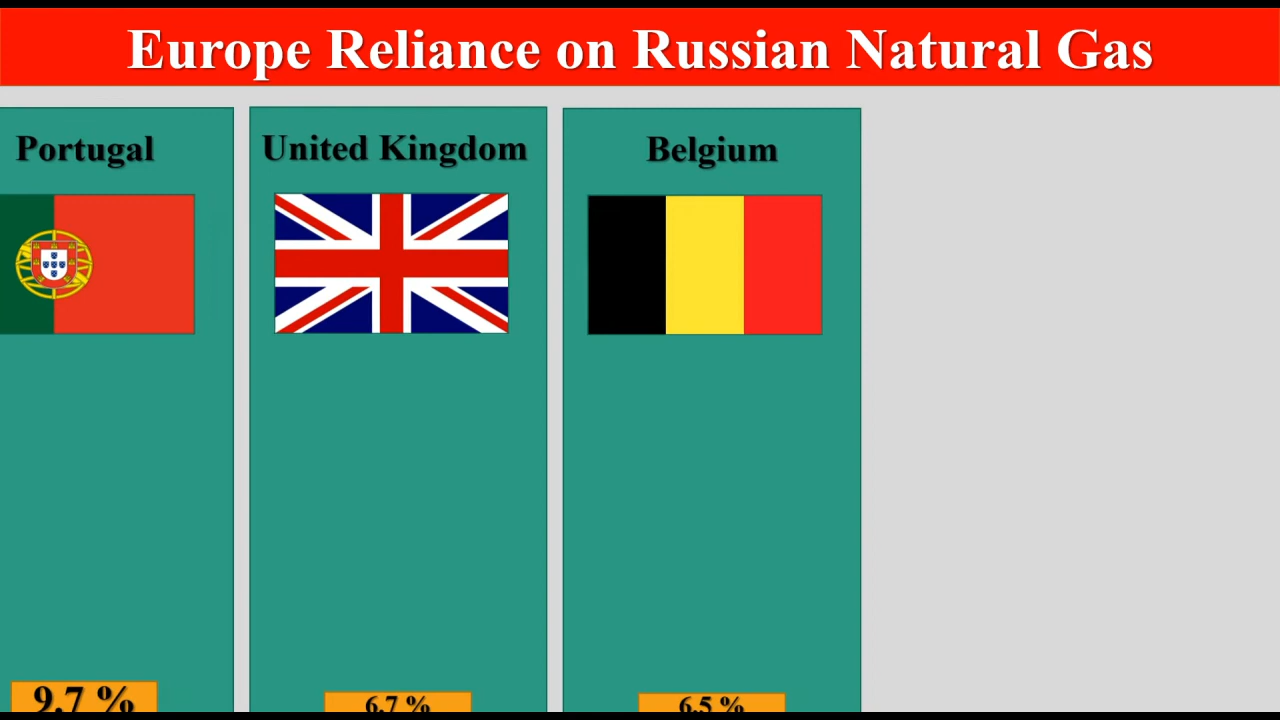 Europe Reliance on Russian Natural Gas
Portugal
United Kingdom
Belgium
9.7 %
6.7 %
6.5 %